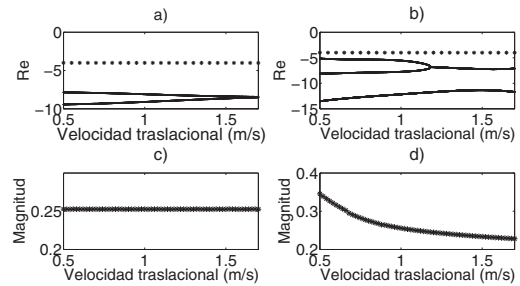 a)
0
−5
−10
Re
0.5
1
1.5
Velocidad traslacional (m/s)
b)
0
−5
−10
−15
Re
0.5
1
1.5
Velocidad traslacional (m/s)
c)
0.25
0.2
Magnitud
0.5
1
1.5
Velocidad traslacional (m/s)
d)
0.4
0.3
0.2
Magnitud
0.5
1
1.5
Velocidad traslacional (m/s)